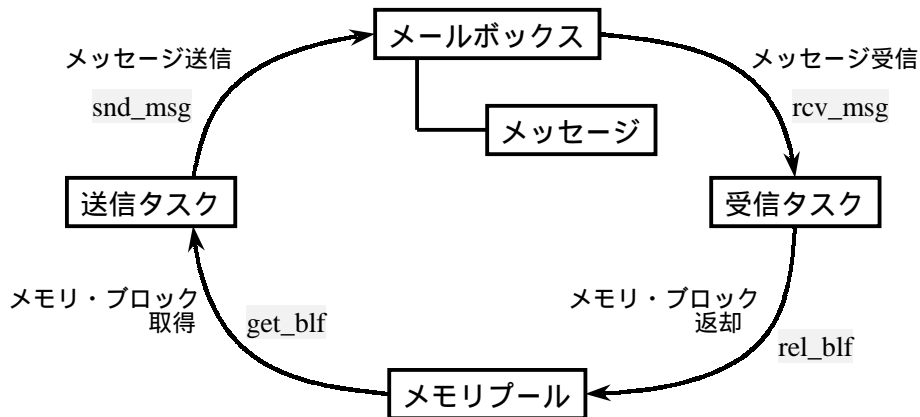 メールボックス
メッセージ送信
メッセージ受信
snd_msg
rcv_msg
メッセージ
送信タスク
受信タスク
メモリ・ブロック
取得
get_blf
メモリ・ブロック
返却
rel_blf
メモリプール